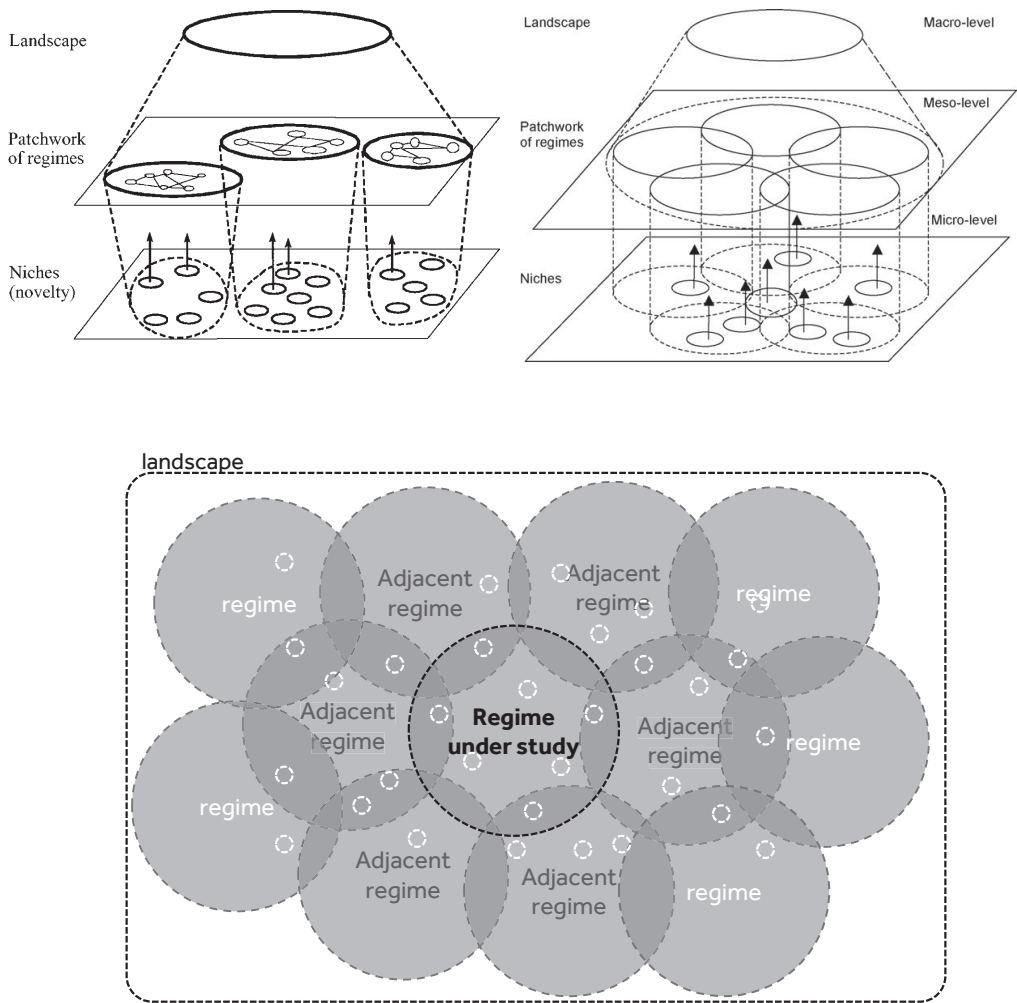 Landscape
Patchwork
of regimes
Niches
(novelty)
Landscape
Macro-level
Meso-level
Patchwork
of regimes
Micro-level
Niches
landscape
regime
Adjacent
regime
Adjacent
regime
regime
Adjacent
regime
Regime
under study
Adjacent
regime
regime
regime
Adjacent
regime
Adjacent
regime
regime